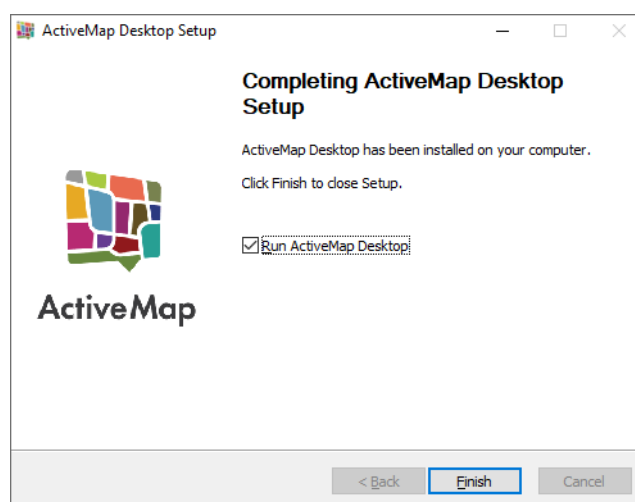 ActiveMap Desktop Setup
Completing ActiveMap Desktop
Setup
ActiveMap Desktop has been installed on your computer.
Click Finish to close Setup.
Run ActiveMap Desktop
ActiveMap
< Back
Finish
Cancel